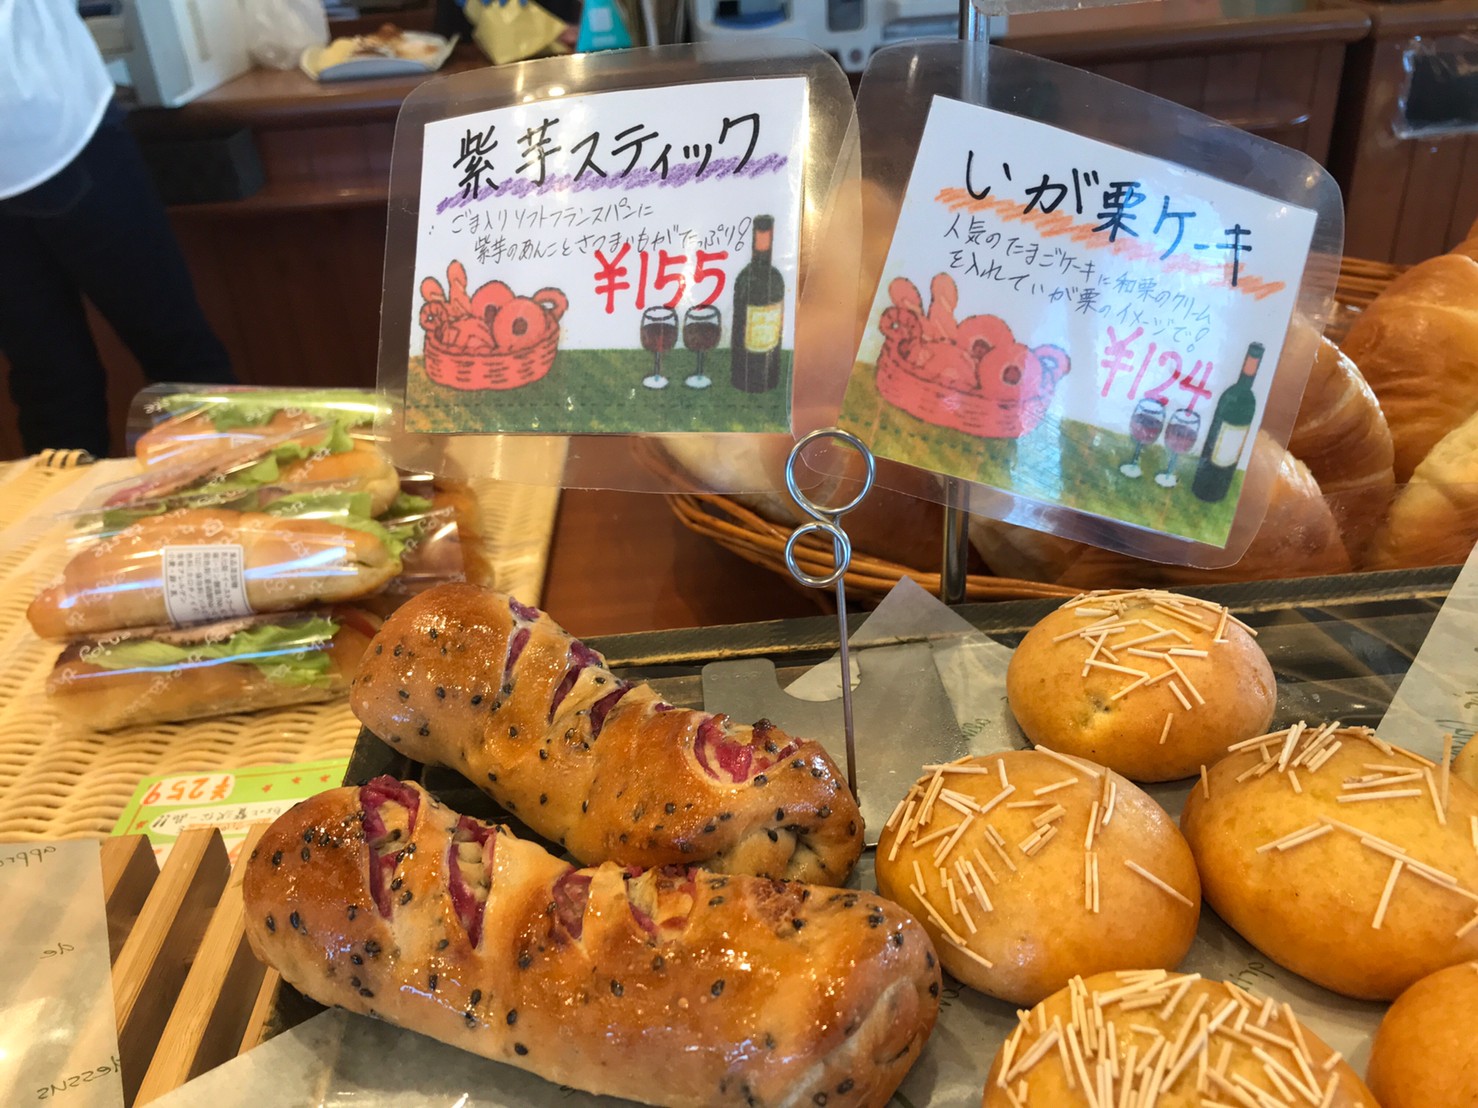 紫芋スティック
ごま入りソフトフランスパンに
紫芋のあんことさつまいもがたっぷり!
¥155
いが栗ケーキ
人気のたまごケーキに和栗のクリーム
を入れていが栗のイメージで!
¥124
¥259